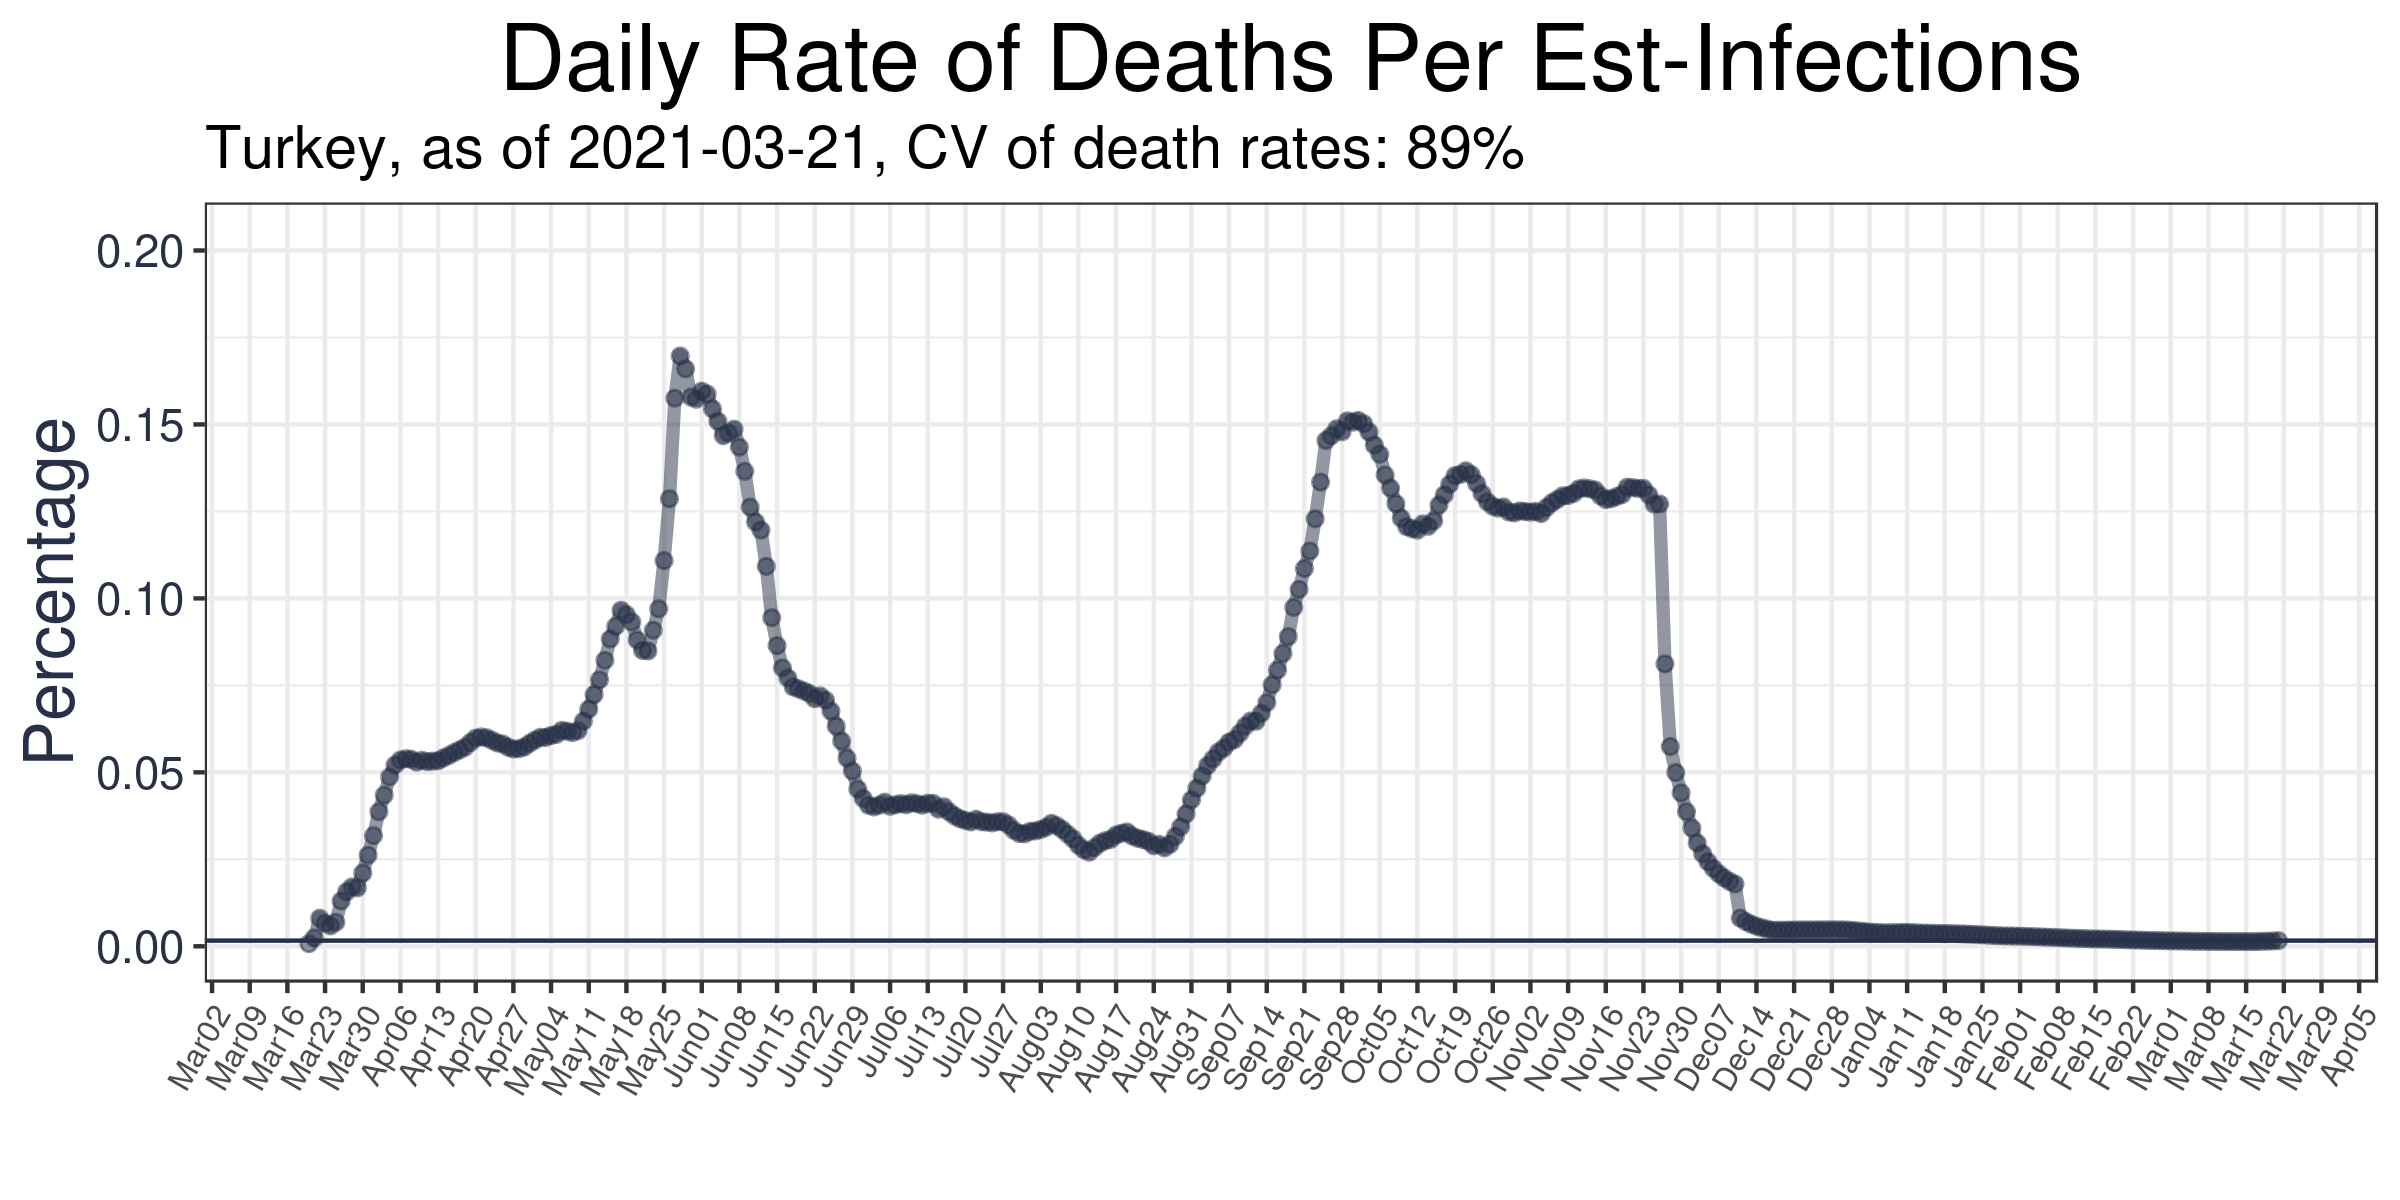 Daily Rate of Deaths Per Est-Infections
Turkey, as of 2021-03-21, CV of death rates: 89%
Percentage
0.20
0.15
0.10
0.05
0.00
Mar02 Mar09 Mar16 Mar23 Mar30 Apr06 Apr13 Apr20 Apr27 May04 May11 May18 May25 Jun01 Jun08 Jun15 Jun22 Jun29 Jul06 Jul13 Jul20 Jul27 Aug03 Aug10 Aug17 Aug24 Aug31 Sep07 Sep14 Sep21 Sep28 Oct05 Oct12 Oct19 Oct26 Nov02 Nov09 Nov16 Nov23 Nov30 Dec07 Dec14 Dec21 Dec28 Jan04 Jan11 Jan18 Jan25 Feb01 Feb08 Feb15 Feb22 Mar01 Mar08 Mar15 Mar22 Mar29 Apr05